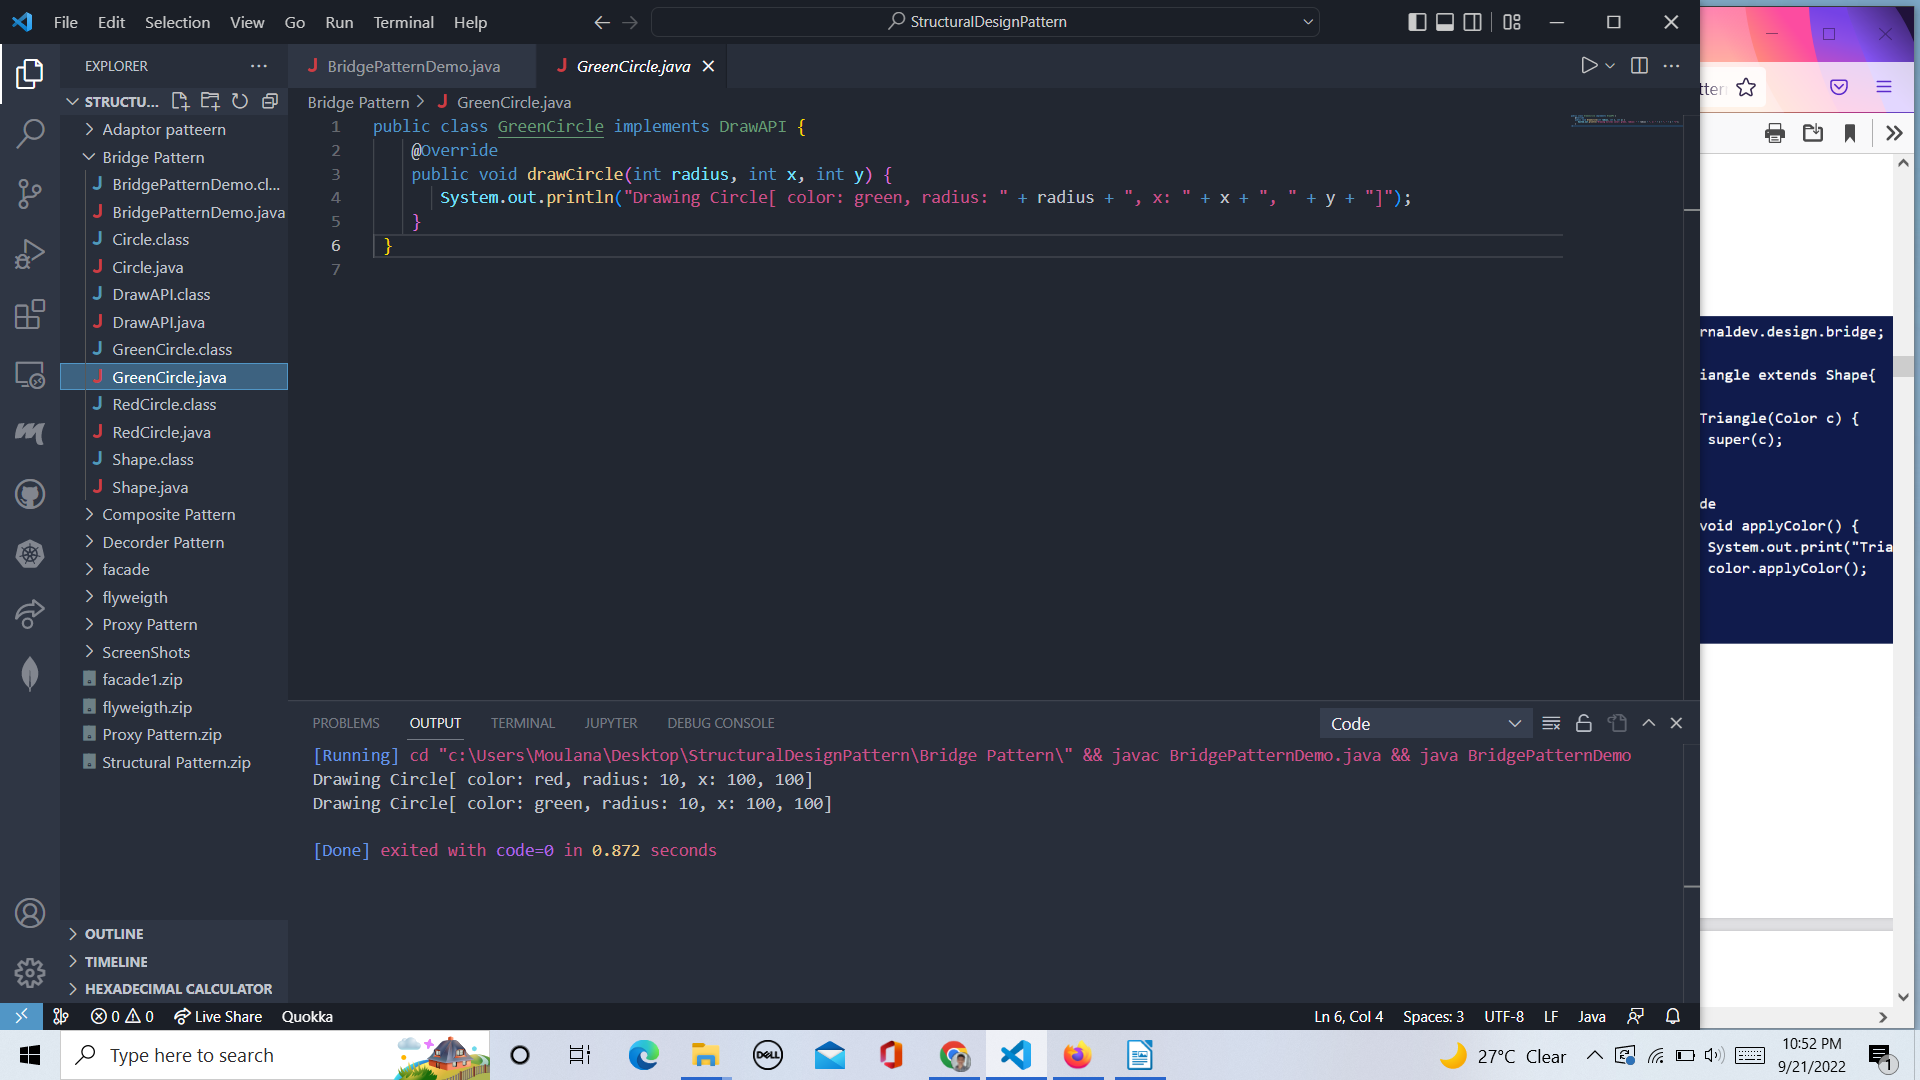 File Edit Selection View Go Run Terminal Help
StructuralDesignPattern
EXPLORER
STRUCTU...
Adaptor patteern
Bridge Pattern
BridgePatternDemo.cl...
BridgePatternDemo.java
Circle.class
Circle.java
DrawAPI.class
DrawAPI.java
GreenCircle.class
GreenCircle.java
RedCircle.class
RedCircle.java
Shape.class
Shape.java
Composite Pattern
Decorder Pattern
facade
flyweigth
Proxy Pattern
ScreenShots
facade1.zip
flyweigth.zip
Proxy Pattern.zip
Structural Pattern.zip
OUTLINE
TIMELINE
HEXADECIMAL CALCULATOR
BridgePatternDemo.java GreenCircle.java
Bridge Pattern > GreenCircle.java
1 public class GreenCircle implements DrawAPI {
2 @Override
3 public void drawCircle(int radius, int x, int y) {
4 System.out.println("Drawing Circle[ color: green, radius: " + radius + ", x: " + x + ", " + y + "]");
5 }
6 }
7
PROBLEMS OUTPUT TERMINAL JUPYTER DEBUG CONSOLE
Code
[Running] cd "c:\Users\Moulana\Desktop\StructuralDesignPattern\Bridge Pattern\" && javac BridgePatternDemo.java && java BridgePatternDemo
Drawing Circle[ color: red, radius: 10, x: 100, 100]
Drawing Circle[ color: green, radius: 10, x: 100, 100]
[Done] exited with code=0 in 0.872 seconds
tern
rnaldev.design.bridge;
iangle extends Shape{
Triangle(Color c) {
super(c);
de
void applyColor() {
System.out.print("Tria
color.applyColor();
0 0 Live Share Quokka
Ln 6, Col 4 Spaces: 3 UTF-8 LF Java
Type here to search
DELL
27°C Clear
10:52 PM
9/21/2022
1